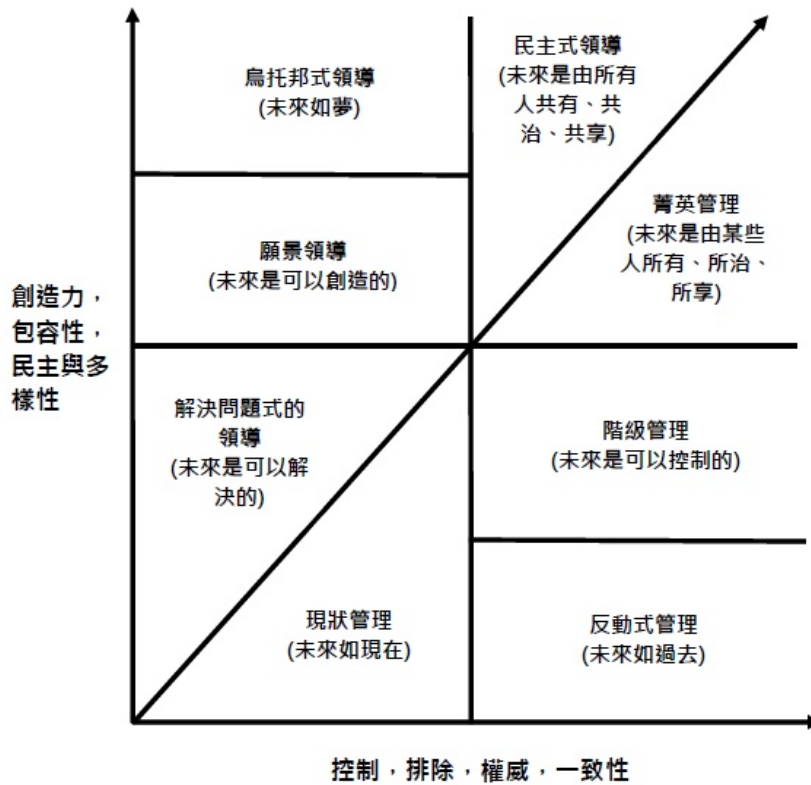 烏托邦式領導
(未來如夢)
民主式領導
(未來是由所有
人共有、共
治、共享)
願景領導
(未來是可以創造的)
菁英管理
(未來是由某些
人所有、所治、
所享)
創造力，
包容性，
民主與多
樣性
解決問題式的
領導
(未來是可以解
決的)
階級管理
(未來是可以控制的)
現狀管理
(未來如現在)
反動式管理
(未來如過去)
控制，排除，權威，一致性